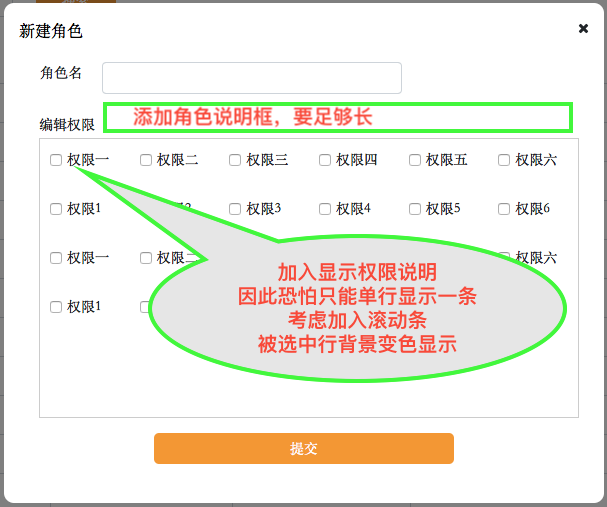 新建角色
角色名
添加角色说明框，要足够长
编辑权限
权限一 权限二 权限三 权限四 权限五 权限六
权限1 权限3 权限4 权限5 权限6
权限一 权限二 权限六
权限1
加入显示权限说明
因此恐怕只能单行显示一条
考虑加入滚动条
被选中行背景变色显示
提交